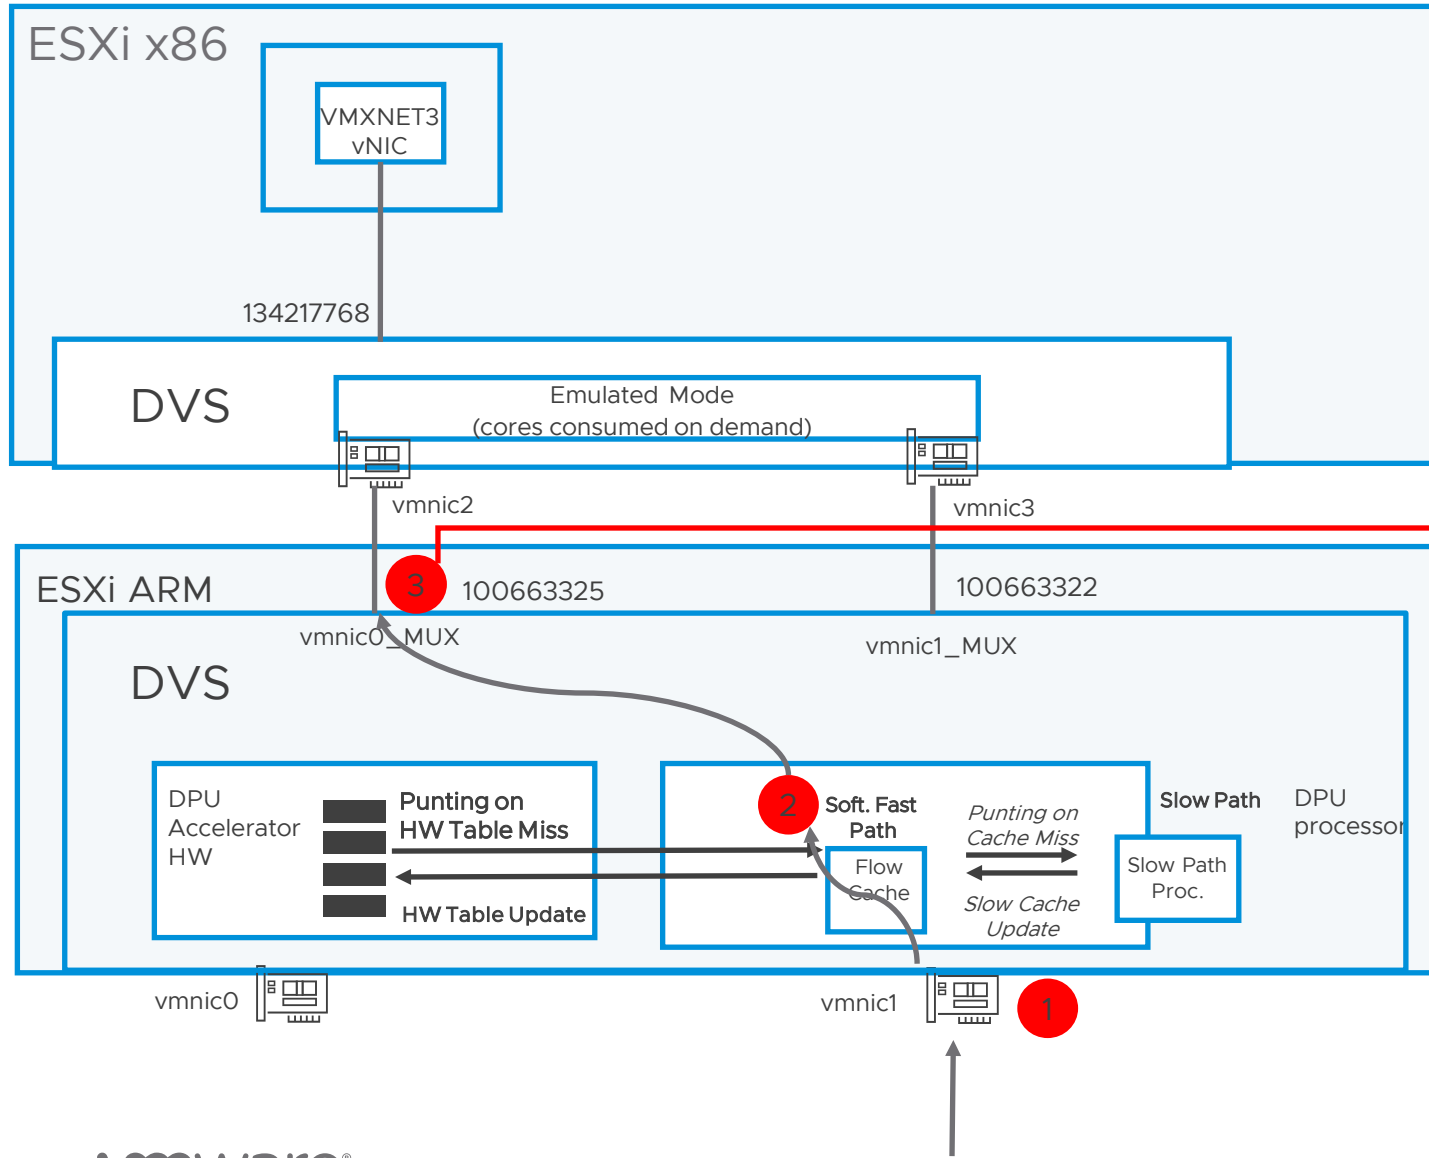 ESXi x86
VMXNET3
vNIC
134217768
DVS
Emulated Mode
(cores consumed on demand)
vmnic2
vmnic3
ESXi ARM
3
100663325
100663322
vmnic0_MUX
vmnic1_MUX
DVS
DPU
Accelerator
HW
Punting on
HW Table Miss
HW Table Update
2
Soft. Fast
Path
Flow
Cache
Punting on
Cache Miss
Slow Cache
Update
Slow Path
Slow Path
Proc.
DPU
processor
vmnic0
vmnic1
1